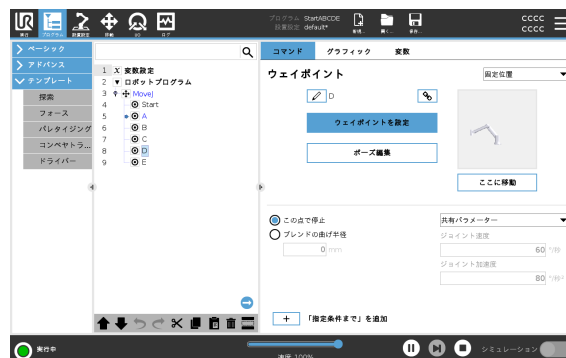 プログラム StartABCDE
設置設定 default*
cccc
cccc
実行
プログラム
設置設定
移動
I/O
ログ
新規...
開く...
保存...
ベーシック
アドバンス
テンプレート
探索
フォース
パレタイジング
コンベヤトラ...
ドライバー
1 X 変数設定
2 ロボットプログラム
3 MoveJ
4 Start
5 A
6 B
7 C
8 D
9 E
コマンド グラフィック 変数
ウェイポイント
固定位置
D
ウェイポイントを設定
ポーズ編集
ここに移動
この点で停止
共有パラメーター
ブレンドの曲げ半径
ジョイント速度
0 mm
60 °/秒
ジョイント加速度
80 °/秒²
+ 「指定条件まで」を追加
実行中
速度 100%
シミュレーション